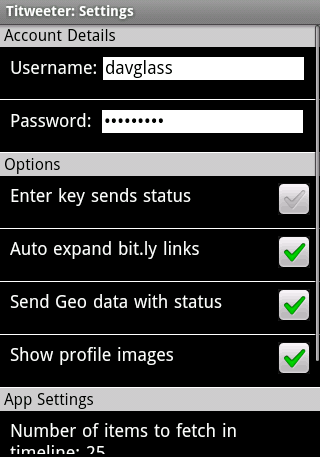 Titweeter: Settings
Account Details
Username: davglass
Password: •••••••••
Options
Enter key sends status
Auto expand bit.ly links
Send Geo data with status
Show profile images
App Settings
Number of items to fetch in
timeline: 25